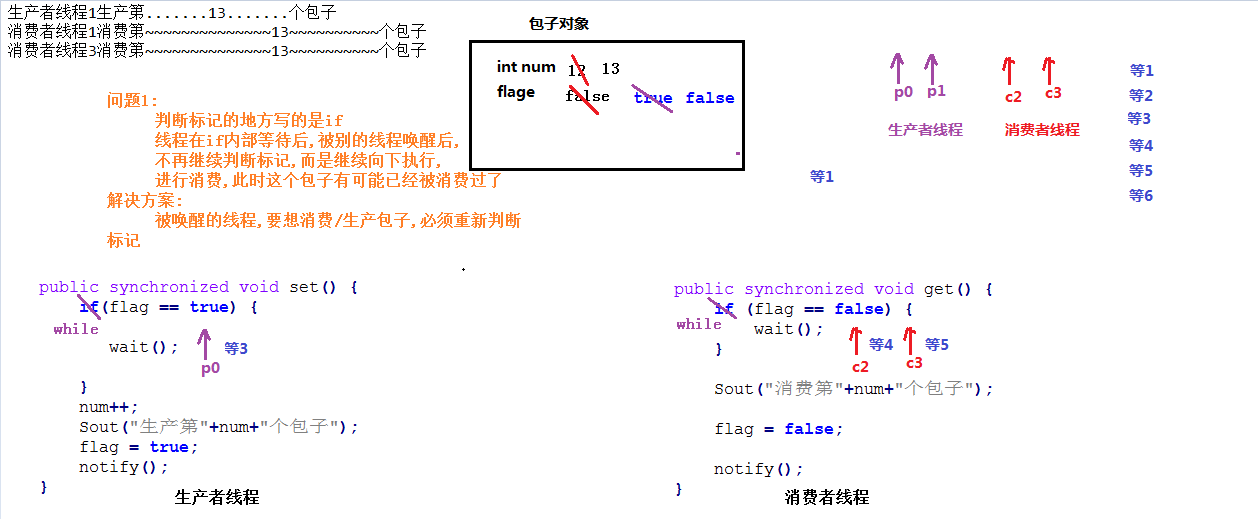 生产者线程1生产第.......13.......个包子
消费者线程1消费第~~~~~~~~~~~~~~13~~~~~~~~~~个包子
消费者线程3消费第~~~~~~~~~~~~~~13~~~~~~~~~~个包子
包子对象
int num 12 13
flage false true false
p0 p1 c2 c3
生产者线程 消费者线程
等1
等2
等3
等4
等5
等6
等1
问题1:
判断标记的地方写的是if
线程在if内部等待后,被别的线程唤醒后,
不再继续判断标记,而是继续向下执行,
进行消费,此时这个包子有可能已经被消费过了
解决方案:
被唤醒的线程,要想消费/生产包子,必须重新判断
标记
public synchronized void set() {
if(flag == true) {
while
wait(); 等3
p0
}
num++;
Sout("生产第"+num+"个包子");
flag = true;
notify();
}
生产者线程
public synchronized void get() {
if (flag == false) {
while
wait();
} 等4 等5
c2 c3
Sout("消费第"+num+"个包子");
flag = false;
notify();
}
消费者线程